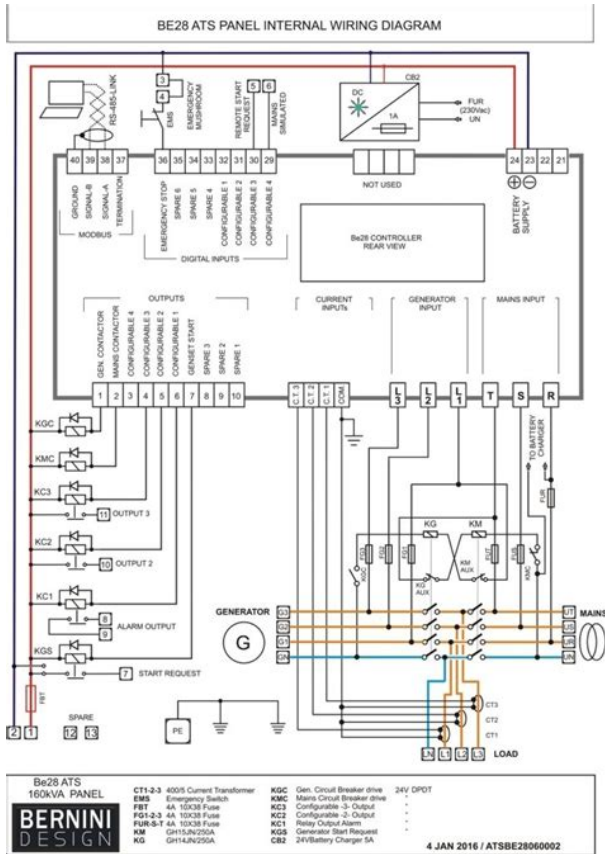 BE28 ATS PANEL INTERNAL WIRING DIAGRAM
RS-485-LINK
3
4
EMS
EMERGENCY MUSHROOM
REMOTE START REQUEST
5
6
MAINS SIMULATED
DC
1A
CB2
FUR
(230Vac)
UN
40 39 38 37
36 35 34 33 32 31 30 29
24 23 22 21
GROUND
SIGNAL-B
SIGNAL-A
TERMINATION
MODBUS
EMERGENCY STOP
SPARE 6
SPARE 5
SPARE 4
CONFIGURABLE 1
CONFIGURABLE 2
CONFIGURABLE 3
CONFIGURABLE 4
DIGITAL INPUTS
NOT USED
BATTERY SUPPLY
Be28 CONTROLLER
REAR VIEW
OUTPUTS
GEN. CONTACTOR
MAINS CONTACTOR
CONFIGURABLE 4
CONFIGURABLE 3
CONFIGURABLE 2
CONFIGURABLE 1
GENSET START
SPARE 3
SPARE 2
SPARE 1
CURRENT
INPUTs
GENERATOR
INPUT
MAINS INPUT
1 2 3 4 5 6 7 8 9 10
C.T. 3
C.T. 2
C.T. 1
COM.
L3 L2 L1
T S R
TO BATTERY CHARGER
FUR
KGC
KMC
KC3
11 OUTPUT 3
KC2
10 OUTPUT 2
KC1
8
9
ALARM OUTPUT
KGS
7 START REQUEST
FBT
2 1
SPARE
12 13
PE
KGC
FG3
FG2
FG1
KG
KM
KG AUX
KM AUX
FUT
FUS
KMC
GENERATOR
G
G3
G2
G1
GN
MAINS
UT
US
UR
UN
CT3
CT2
CT1
LN L1 L2 L3
LOAD
Be28 ATS
160kVA PANEL
BERNINI
DESIGN
CT1-2-3 400/5 Current Transformer
EMS Emergency Switch
FBT 4A 10X38 Fuse
FG1-2-3 4A 10X38 Fuse
FUR-S-T 4A 10X38 Fuse
KM GH15JN/250A
KG GH14JN/250A
KGC Gen. Circuit Breaker drive 24V DPDT
KMC Mains Circuit Breaker drive "
KC3 Configurable -3- Output "
KC2 Configurable -2- Output "
KC1 Relay Output Alarm "
KGS Generator Start Request "
CB2 24VBattery Charger 5A
4 JAN 2016 / ATSBE28060002